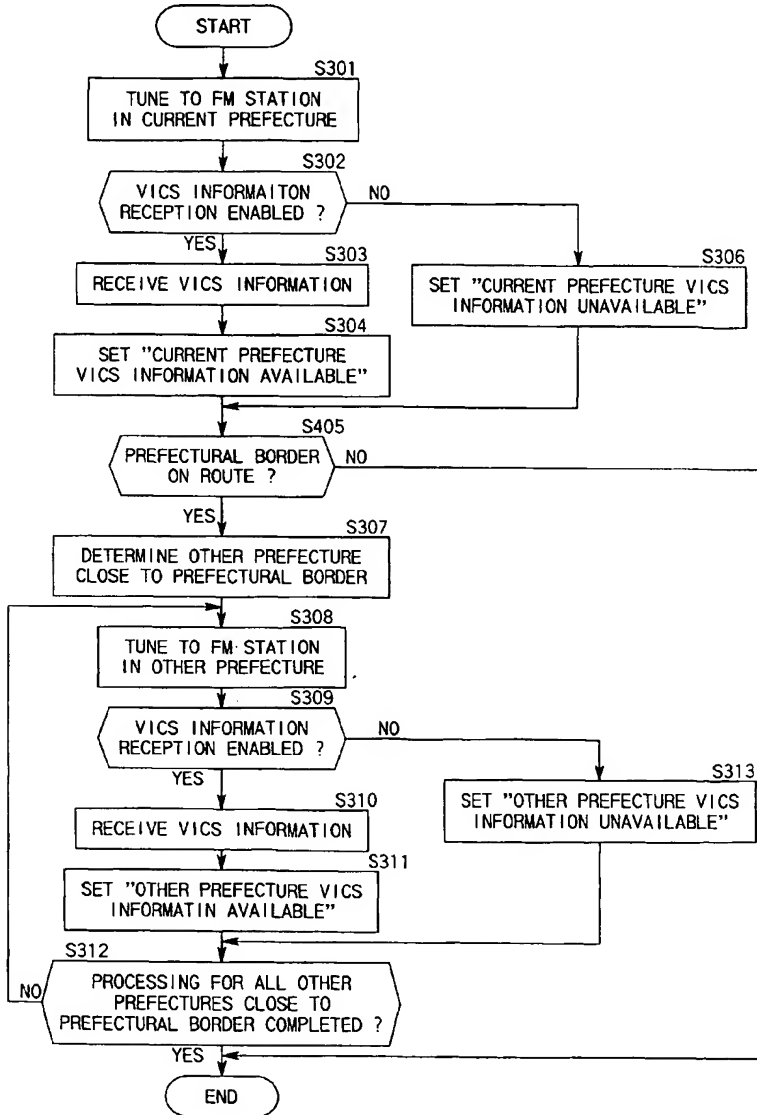 START
S301
TUNE TO FM STATION
IN CURRENT PREFECTURE
S302
VICS INFORMAITON
RECEPTION ENABLED ?
NO
YES
S303
RECEIVE VICS INFORMATION
S306
SET "CURRENT PREFECTURE VICS
INFORMATION UNAVAILABLE"
S304
SET "CURRENT PREFECTURE
VICS INFORMATION AVAILABLE"
S405
PREFECTURAL BORDER
ON ROUTE ?
NO
YES
S307
DETERMINE OTHER PREFECTURE
CLOSE TO PREFECTURAL BORDER
S308
TUNE TO FM STATION
IN OTHER PREFECTURE
S309
VICS INFORMATION
RECEPTION ENABLED ?
NO
YES
S310
RECEIVE VICS INFORMATION
S313
SET "OTHER PREFECTURE VICS
INFORMATION UNAVAILABLE"
S311
SET "OTHER PREFECTURE VICS
INFORMATIN AVAILABLE"
S312
PROCESSING FOR ALL OTHER
PREFECTURES CLOSE TO
PREFECTURAL BORDER COMPLETED ?
NO
YES
END